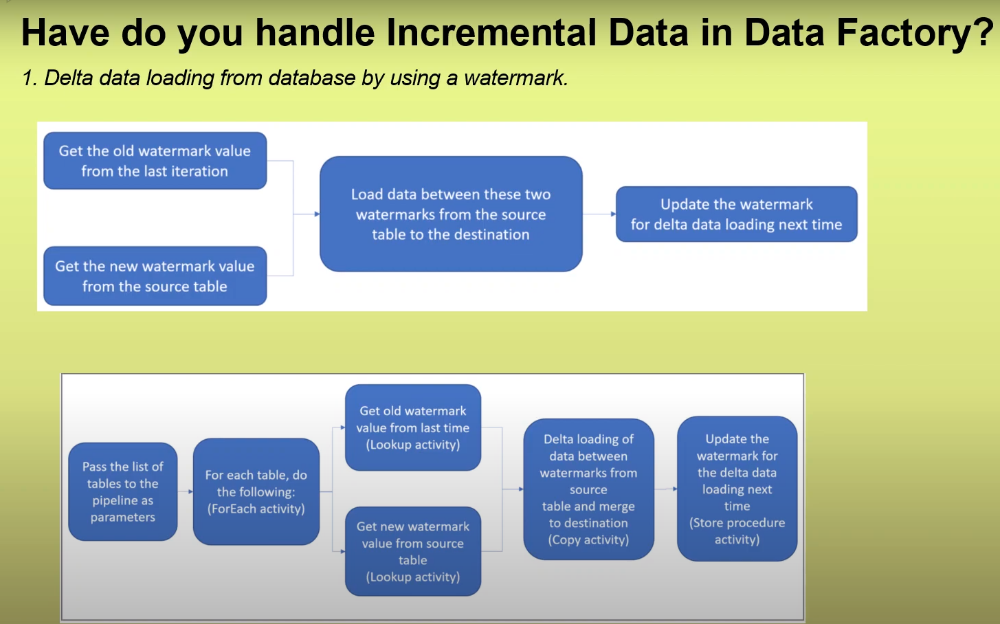 Have do you handle Incremental Data in Data Factory?
1. Delta data loading from database by using a watermark.
Get the old watermark value
from the last iteration
Get the new watermark value
from the source table
Load data between these two
watermarks from the source
table to the destination
Update the watermark
for delta data loading next time
Pass the list of
tables to the
pipeline as
parameters
For each table, do
the following:
(ForEach activity)
Get old watermark
value from last time
(Lookup activity)
Get new watermark
value from source
table
(Lookup activity)
Delta loading of
data between
watermarks from
source
table and merge
to destination
(Copy activity)
Update the
watermark for
the delta data
loading next
time
(Store procedure
activity)